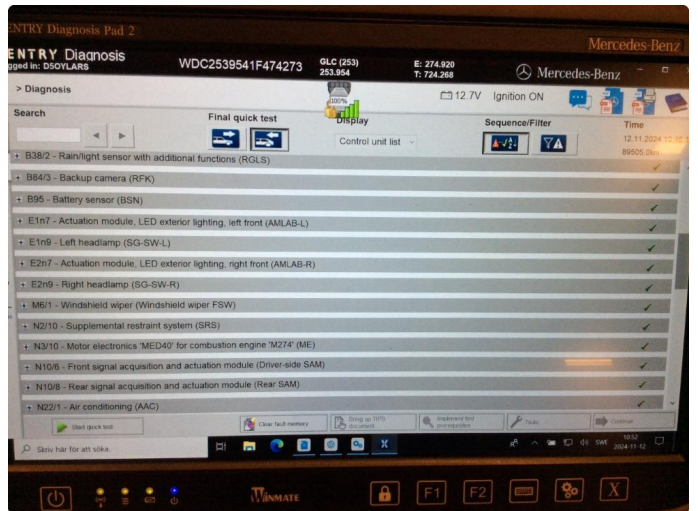 ENTRY Diagnosis Pad 2
Mercedes-Benz
ENTRY Diagnosis
gged in: D5OYLARS
WDC2539541F474273
GLC (253)
253.954
E: 274.920
T: 724.268
Mercedes-Benz
> Diagnosis
100%
12.7V
Ignition ON
Search
Final quick test
Display
Control unit list
Sequence/Filter
Time
12.11.2024
89505.0km
+ B38/2 - Rain/light sensor with additional functions (RGLS)
+ B84/3 - Backup camera (RFK)
+ B95 - Battery sensor (BSN)
+ E1n7 - Actuation module, LED exterior lighting, left front (AMLAB-L)
+ E1n9 - Left headlamp (SG-SW-L)
+ E2n7 - Actuation module, LED exterior lighting, right front (AMLAB-R)
+ E2n9 - Right headlamp (SG-SW-R)
+ M6/1 - Windshield wiper (Windshield wiper FSW)
+ N2/10 - Supplemental restraint system (SRS)
+ N3/10 - Motor electronics 'MED40' for combustion engine 'M274' (ME)
+ N10/6 - Front signal acquisition and actuation module (Driver-side SAM)
+ N10/8 - Rear signal acquisition and actuation module (Rear SAM)
+ N22/1 - Air conditioning (AAC)
Start quick test
Clear fault memory
Bring up TIPS document
Implement test prerequisites
Tools
Continue
Skriv här för att söka.
X
SWE
10:52
2024-11-12
WINMATE
F1
F2
X